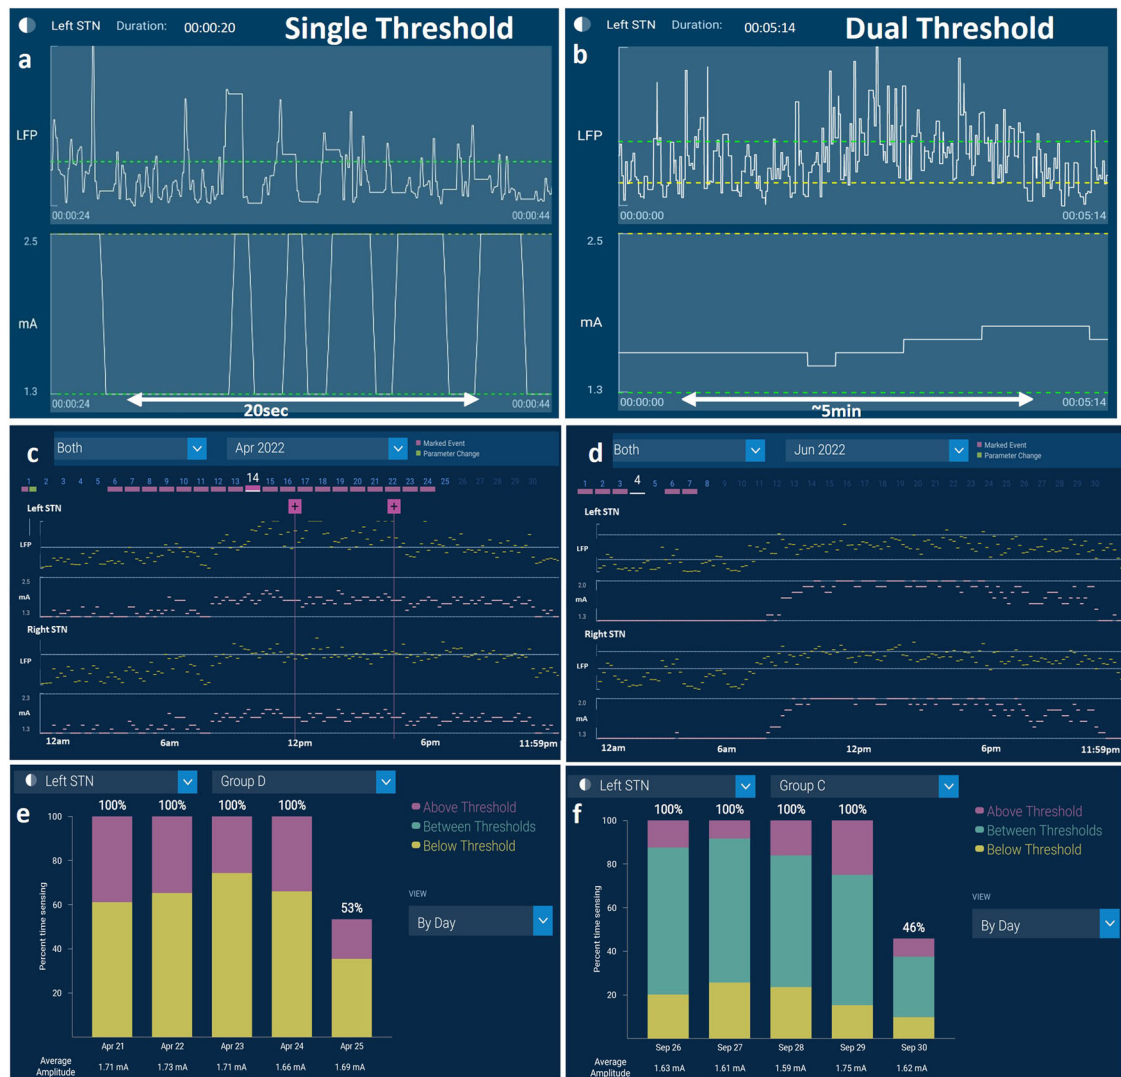 Left STN Duration: 00:00:20 Single Threshold
a
LFP
00:00:24 00:00:44
2.5
mA
1.3
00:00:24 00:00:44
20sec
Left STN Duration: 00:05:14 Dual Threshold
b
LFP
00:00:00 00:05:14
2.5
mA
1.3
00:00:00 00:05:14
~5min
c Both Apr 2022
Marked Event
Parameter Change
1 2 3 4 5 6 7 8 9 10 11 12 13 14 15 16 17 18 19 20 21 22 23 24 25 26 27 28 29 30
Left STN
LFP
2.5
mA
1.3
Right STN
LFP
2.3
mA
1.3
12am 6am 12pm 6pm 11:59pm
d Both Jun 2022
Marked Event
Parameter Change
1 2 3 4 5 6 7 8 9 10 11 12 13 14 15 16 17 18 19 20 21 22 23 24 25 26 27 28 29 30
Left STN
LFP
2.0
mA
1.3
Right STN
LFP
2.0
mA
1.3
12am 6am 12pm 6pm 11:59pm
e Left STN Group D
100% 100% 100% 100% 53%
Above Threshold
Between Thresholds
Below Threshold
VIEW
By Day
Percent time sensing
100
80
60
40
20
Apr 21 Apr 22 Apr 23 Apr 24 Apr 25
Average
Amplitude 1.71 mA 1.73 mA 1.71 mA 1.66 mA 1.69 mA
f Left STN Group C
100% 100% 100% 100% 46%
Above Threshold
Between Thresholds
Below Threshold
VIEW
By Day
Percent time sensing
100
80
60
40
20
Sep 26 Sep 27 Sep 28 Sep 29 Sep 30
Average
Amplitude 1.63 mA 1.61 mA 1.59 mA 1.75 mA 1.62 mA